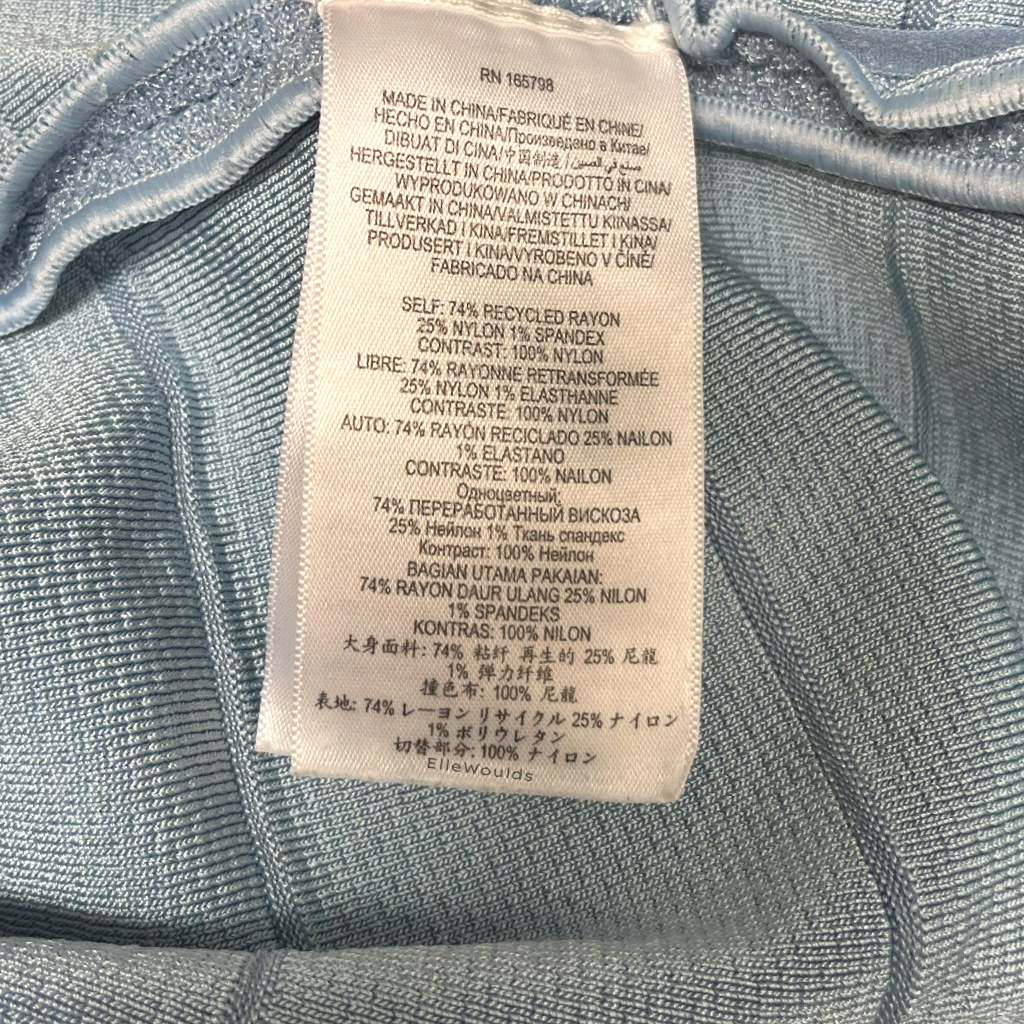 RN 165798
MADE IN CHINA/FABRIQUÉ EN CHINE/
HECHO EN CHINA/Произведено в Китае/
DIBUAT DI CINA/中国制造/صنع في الصين/
HERGESTELLT IN CHINA/PRODOTTO IN CINA/
WYPRODUKOWANO W CHINACH/
GEMAAKT IN CHINA/VALMISTETTU KIINASSA/
TILLVERKAD I KINA/FREMSTILLET I KINA/
PRODUSERT I KINA/VYROBENO V ČÍNĚ/
FABRICADO NA CHINA
SELF: 74% RECYCLED RAYON
25% NYLON 1% SPANDEX
CONTRAST: 100% NYLON
LIBRE: 74% RAYONNE RETRANSFORMÉE
25% NYLON 1% ELASTHANNE
CONTRASTE: 100% NYLON
AUTO: 74% RAYÓN RECICLADO 25% NAILON
1% ELASTANO
CONTRASTE: 100% NAILON
Одноцветный:
74% ПЕРЕРАБОТАННЫЙ ВИСКОЗА
25% Нейлон 1% Ткань спандекс
Контраст: 100% Нейлон
BAGIAN UTAMA PAKAIAN:
74% RAYON DAUR ULANG 25% NILON
1% SPANDEKS
KONTRAS: 100% NILON
大身面料: 74% 粘纤 再生的 25% 尼龍
1% 弹力纤维
撞色布: 100% 尼龍
表地: 74% レーヨン リサイクル 25% ナイロン
1% ポリウレタン
切替部分: 100% ナイロン
ElleWoulds